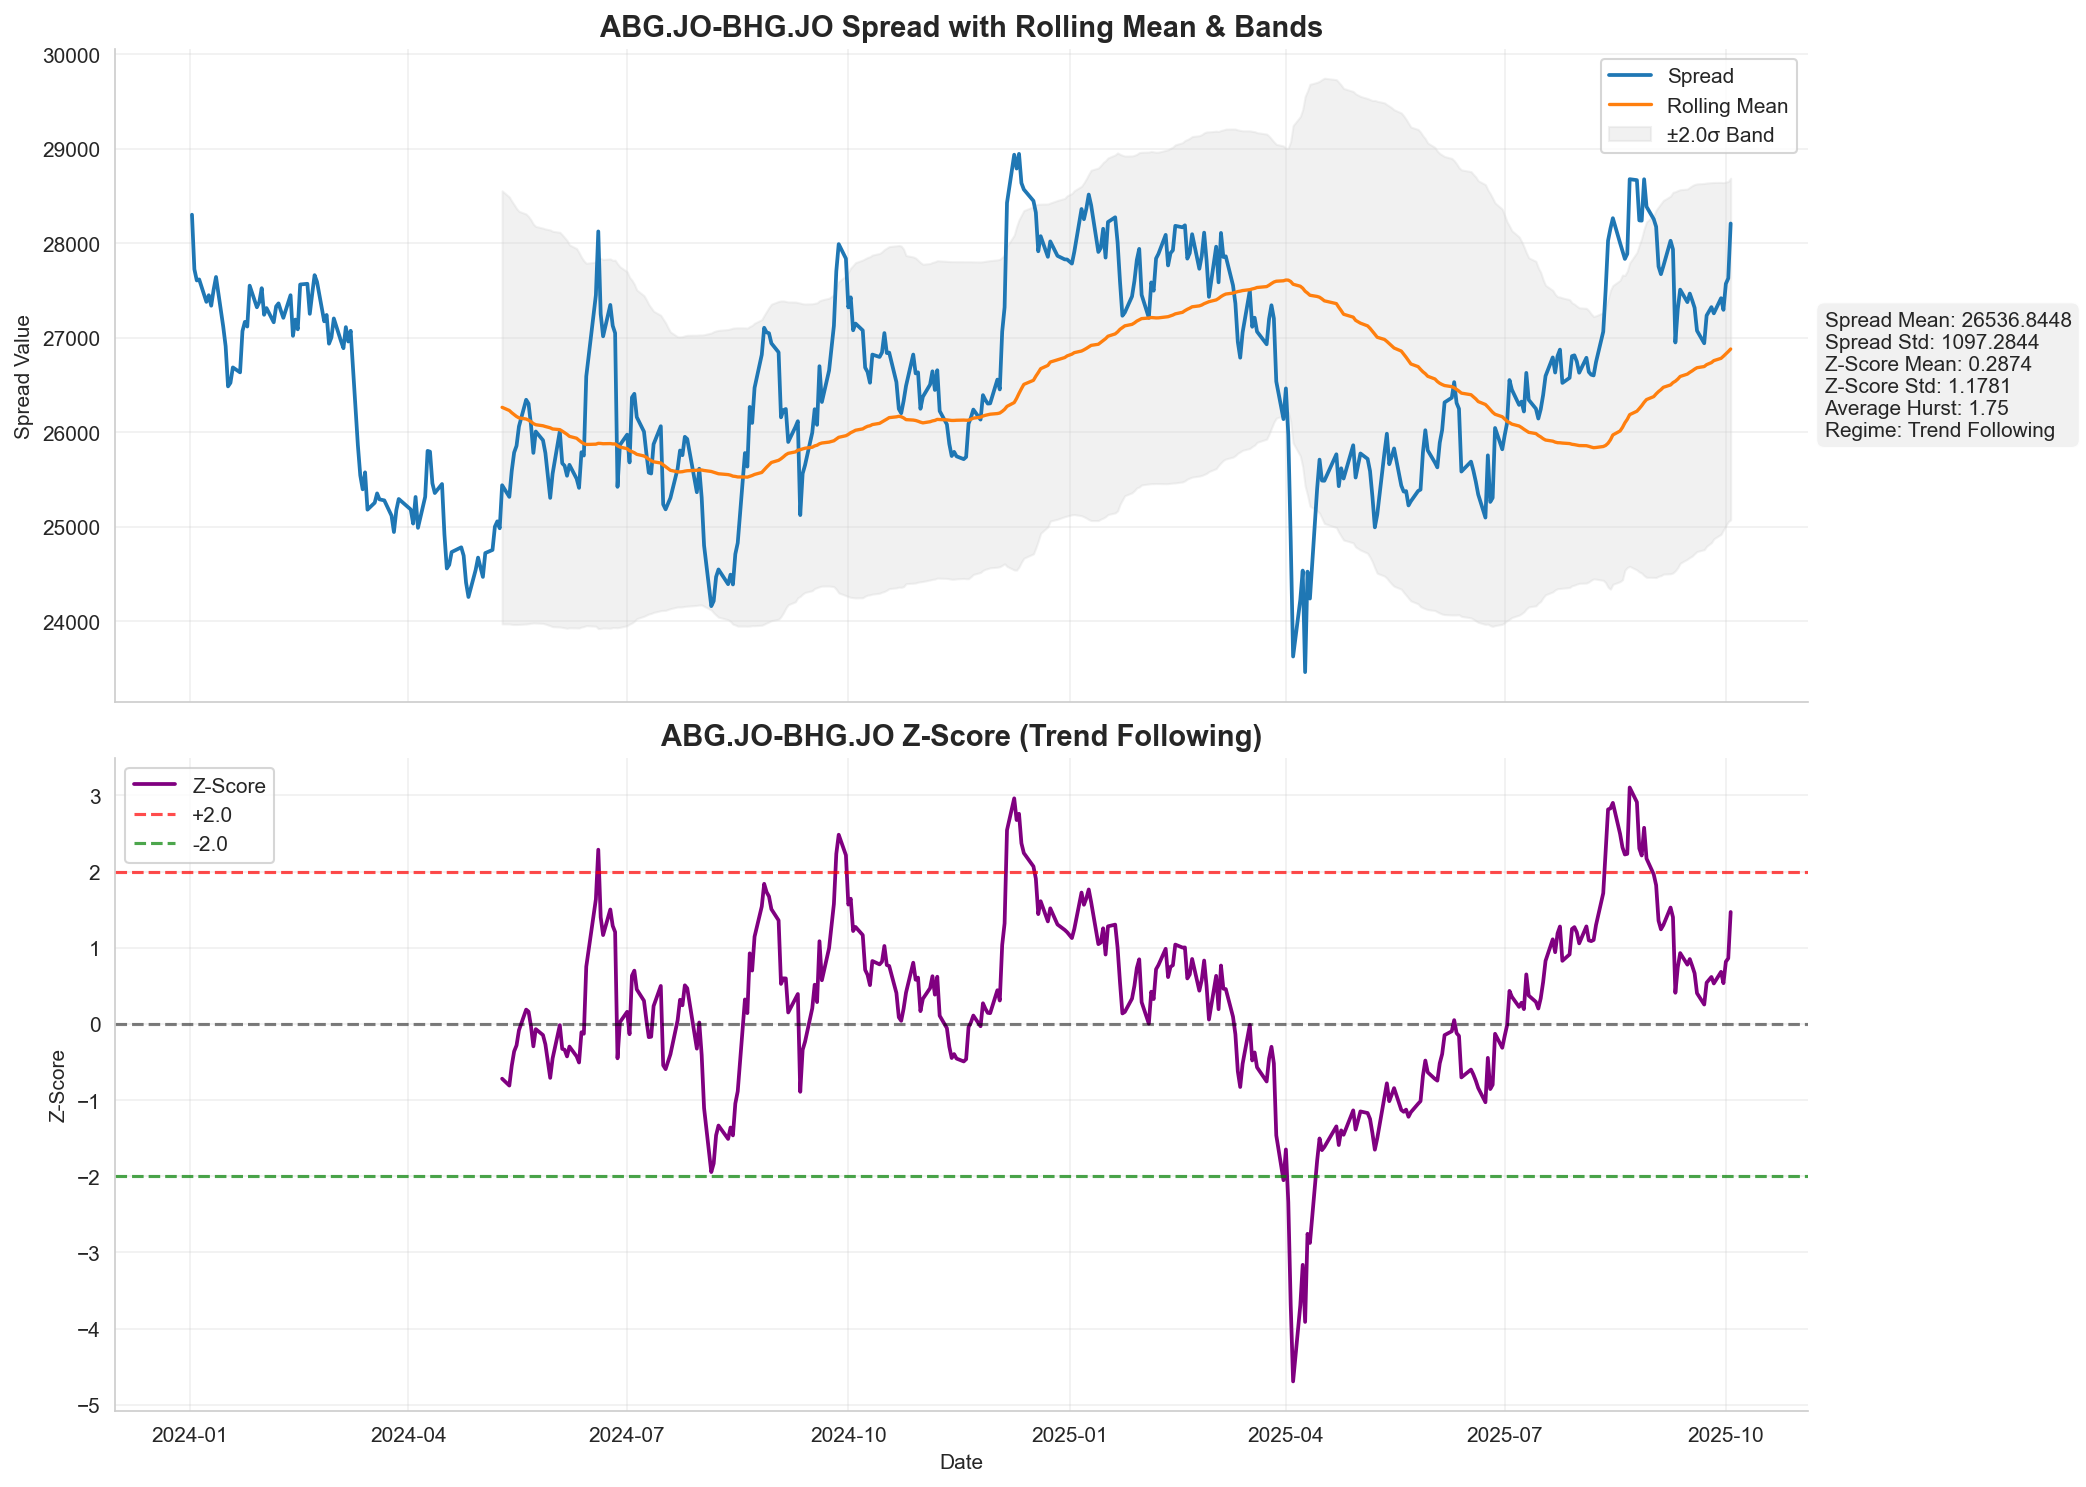 ABG.JO-BHG.JO Spread with Rolling Mean & Bands
30000
29000
28000
27000
26000
25000
24000
Spread Value
Spread
Rolling Mean
±2.0σ Band
Spread Mean: 26536.8448
Spread Std: 1097.2844
Z-Score Mean: 0.2874
Z-Score Std: 1.1781
Average Hurst: 1.75
Regime: Trend Following
ABG.JO-BHG.JO Z-Score (Trend Following)
Z-Score
+2.0
-2.0
3
2
1
0
−1
−2
−3
−4
−5
Z-Score
2024-01
2024-04
2024-07
2024-10
2025-01
2025-04
2025-07
2025-10
Date